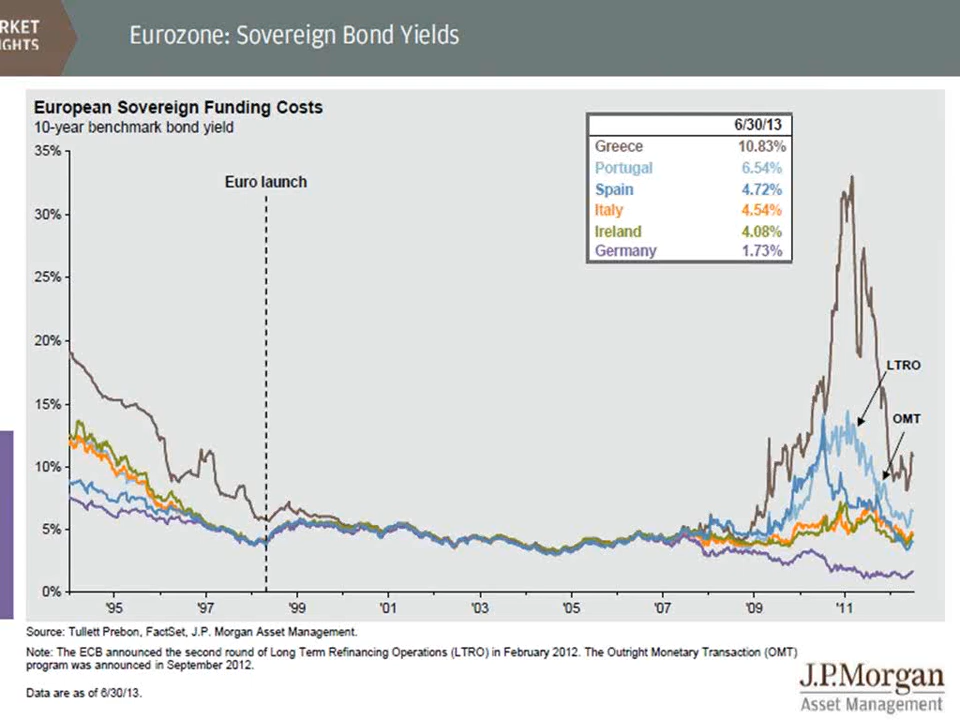 RKET
IGHTS
Eurozone: Sovereign Bond Yields
European Sovereign Funding Costs
10-year benchmark bond yield
35%
30%
25%
20%
15%
10%
5%
0%
Euro launch
6/30/13
Greece 10.83%
Portugal 6.54%
Spain 4.72%
Italy 4.54%
Ireland 4.08%
Germany 1.73%
LTRO
OMT
'95 '97 '99 '01 '03 '05 '07 '09 '11
Source: Tullett Prebon, FactSet, J.P. Morgan Asset Management.
Note: The ECB announced the second round of Long Term Refinancing Operations (LTRO) in February 2012. The Outright Monetary Transaction (OMT)
program was announced in September 2012.
Data are as of 6/30/13.
J.P.Morgan
Asset Management